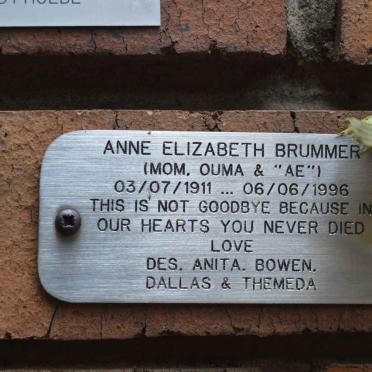 PHOEBE
ANNE ELIZABETH BRUMMER
(MOM, OUMA & "AE")
03/07/1911 ... 06/06/1996
THIS IS NOT GOODBYE BECAUSE IN
OUR HEARTS YOU NEVER DIED
LOVE
DES, ANITA, BOWEN,
DALLAS & THEMEDA